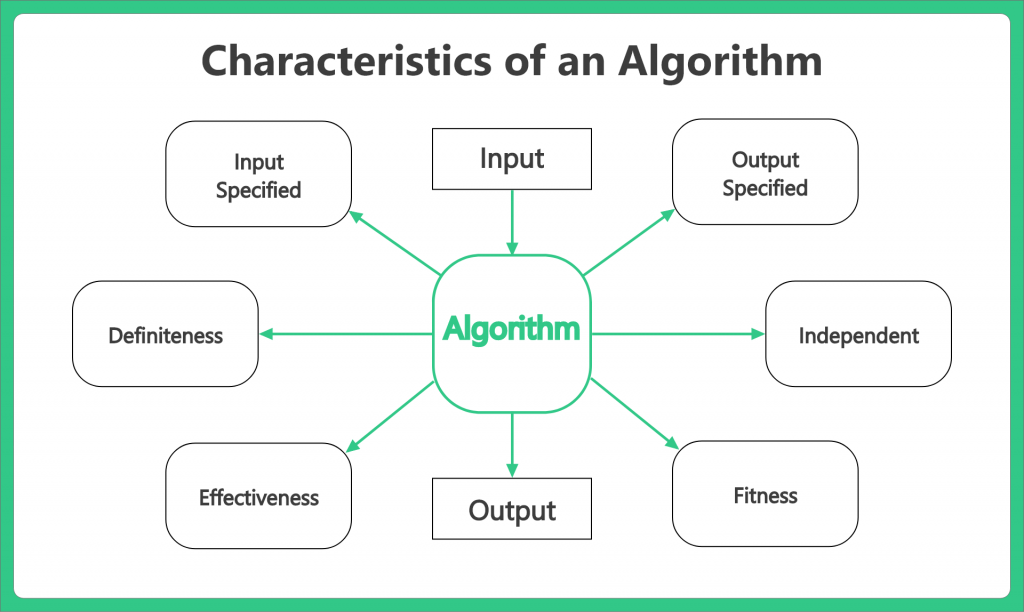 Characteristics of an Algorithm
Input
Specified
Input
Output
Specified
Definiteness
Algorithm
Independent
Effectiveness
Output
Fitness